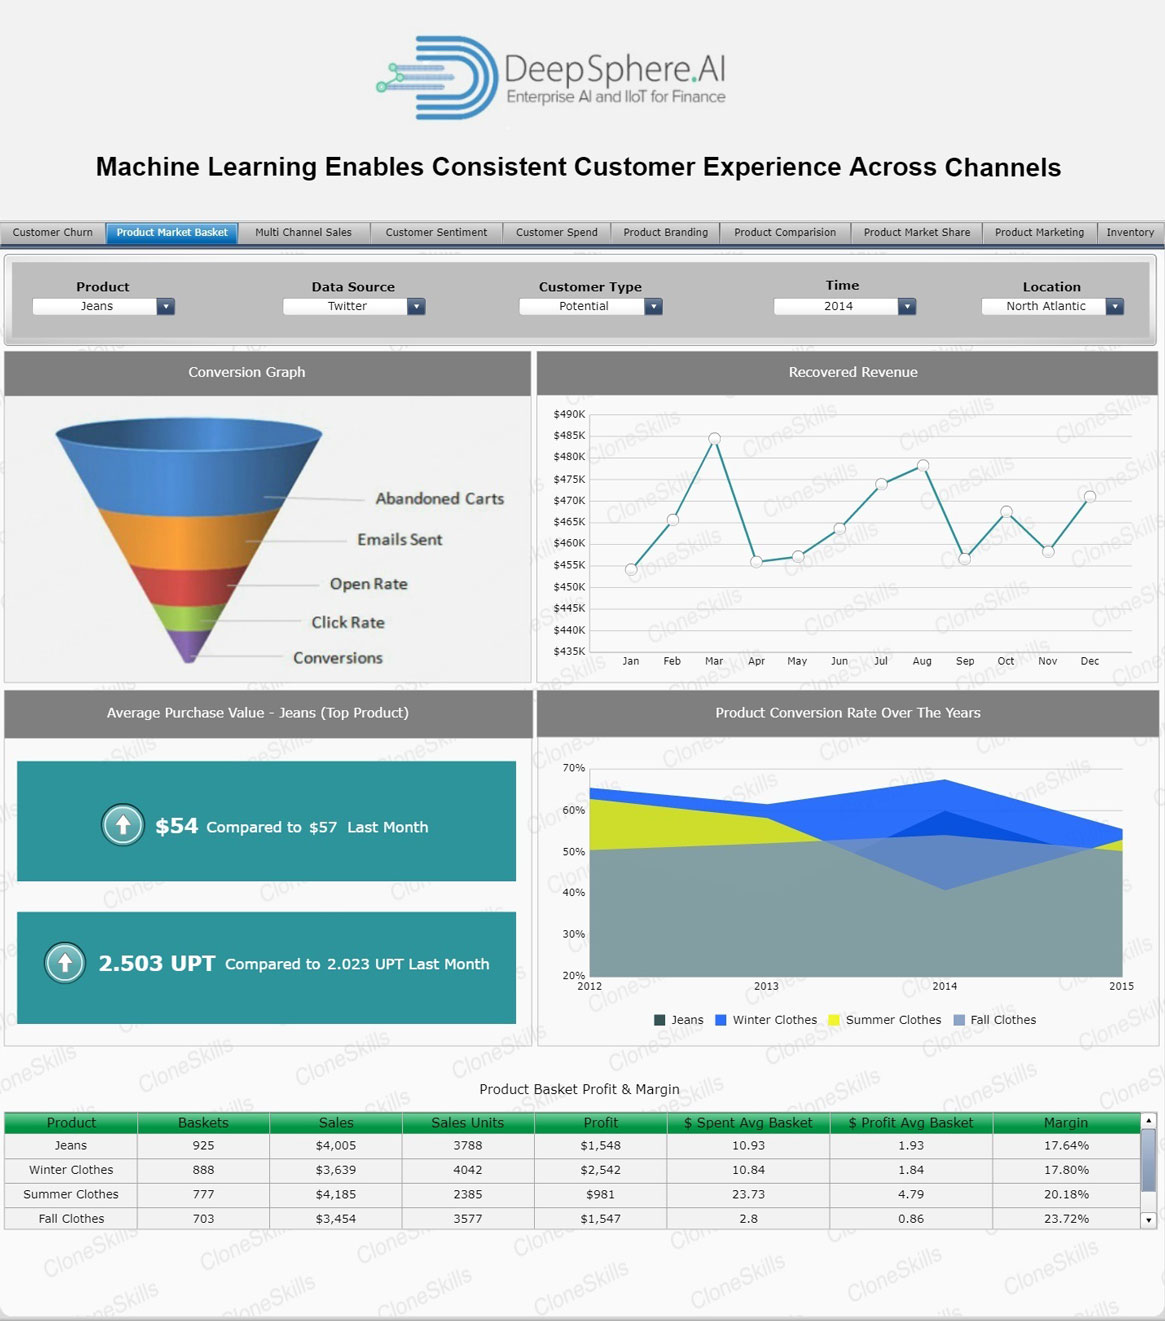 DeepSphere.AI
Enterprise AI and IIoT for Finance
Machine Learning Enables Consistent Customer Experience Across Channels
Customer Churn Product Market Basket Multi Channel Sales Customer Sentiment Customer Spend Product Branding Product Comparision Product Market Share Product Marketing Inventory
Product Data Source Customer Type Time Location
Jeans Twitter Potential 2014 North Atlantic
Conversion Graph
Abandoned Carts
Emails Sent
Open Rate
Click Rate
Conversions
Recovered Revenue
$490K
$485K
$480K
$475K
$470K
$465K
$460K
$455K
$450K
$445K
$440K
$435K
Jan Feb Mar Apr May Jun Jul Aug Sep Oct Nov Dec
Average Purchase Value - Jeans (Top Product)
$54 Compared to $57 Last Month
2.503 UPT Compared to 2.023 UPT Last Month
Product Conversion Rate Over The Years
70%
60%
50%
40%
30%
20%
2012 2013 2014 2015
Jeans Winter Clothes Summer Clothes Fall Clothes
Product Basket Profit & Margin
Product Baskets Sales Sales Units Profit $ Spent Avg Basket $ Profit Avg Basket Margin
Jeans 925 $4,005 3788 $1,548 10.93 1.93 17.64%
Winter Clothes 888 $3,639 4042 $2,542 10.84 1.84 17.80%
Summer Clothes 777 $4,185 2385 $981 23.73 4.79 20.18%
Fall Clothes 703 $3,454 3577 $1,547 2.8 0.86 23.72%
CloneSkills